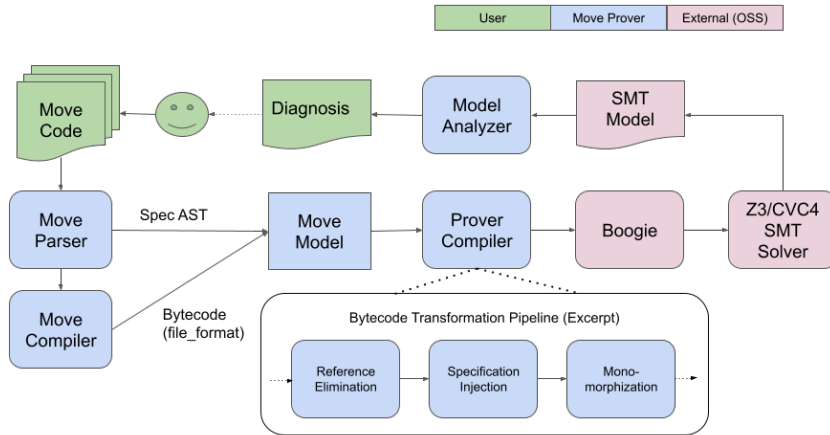 User
Move Prover
External (OSS)
Move
Code
Diagnosis
Model
Analyzer
SMT
Model
Move
Parser
Spec AST
Move
Model
Prover
Compiler
Boogie
Z3/CVC4
SMT
Solver
Move
Compiler
Bytecode
(file_format)
Bytecode Transformation Pipeline (Excerpt)
Reference
Elimination
Specification
Injection
Mono-
morphization